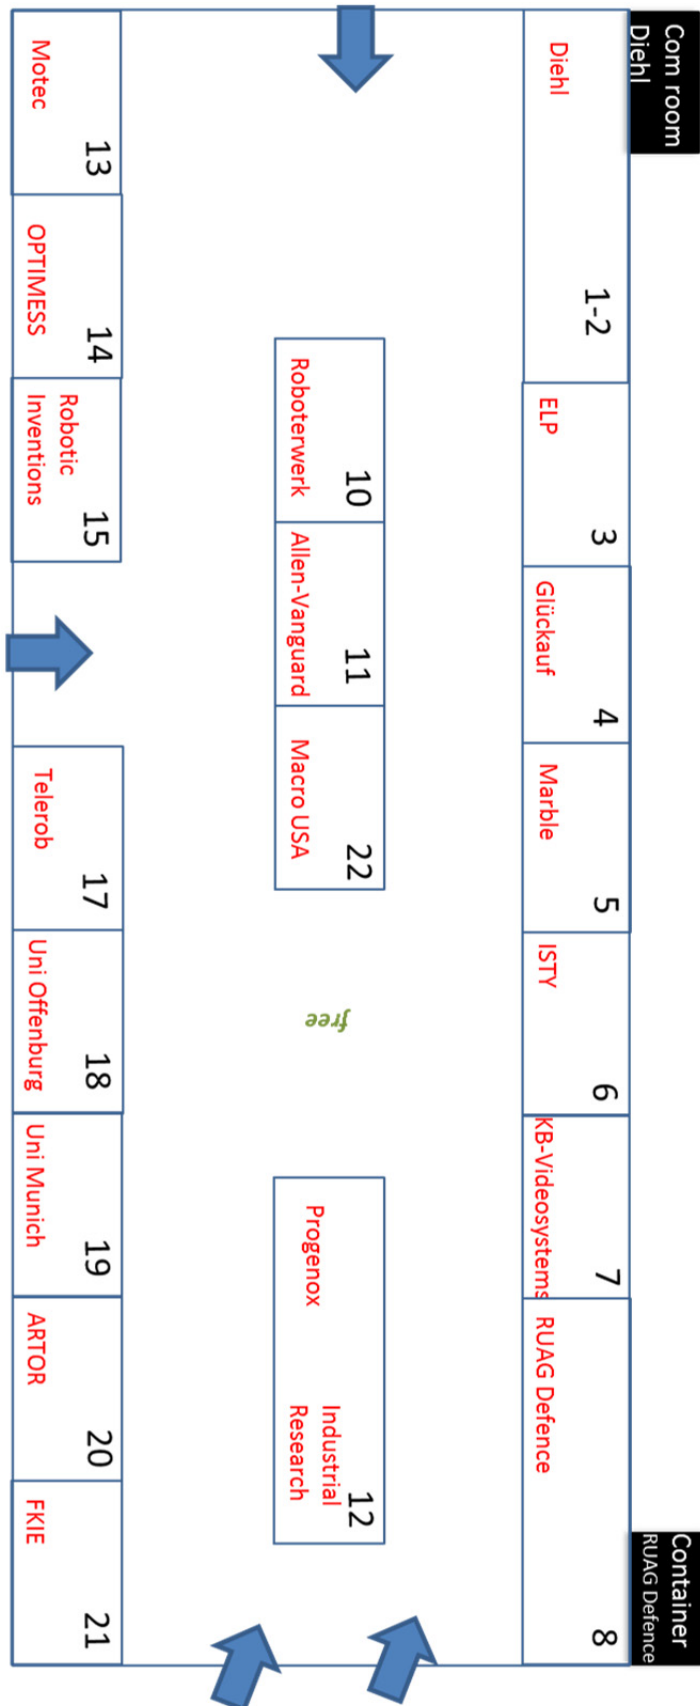 Com room
Diehl
Container
RUAG Defence
Diehl
1-2
ELP
3
Glückauf
4
Marble
5
ISTY
6
KB-Videosystems
7
RUAG Defence
8
Roboterwerk
10
Allen-Vanguard
11
Macro USA
22
free
Progenox
Industrial
Research
12
Motec
13
OPTIMESS
14
Robotic
Inventions
15
Telerob
17
Uni Offenburg
18
Uni Munich
19
ARTOR
20
FKIE
21